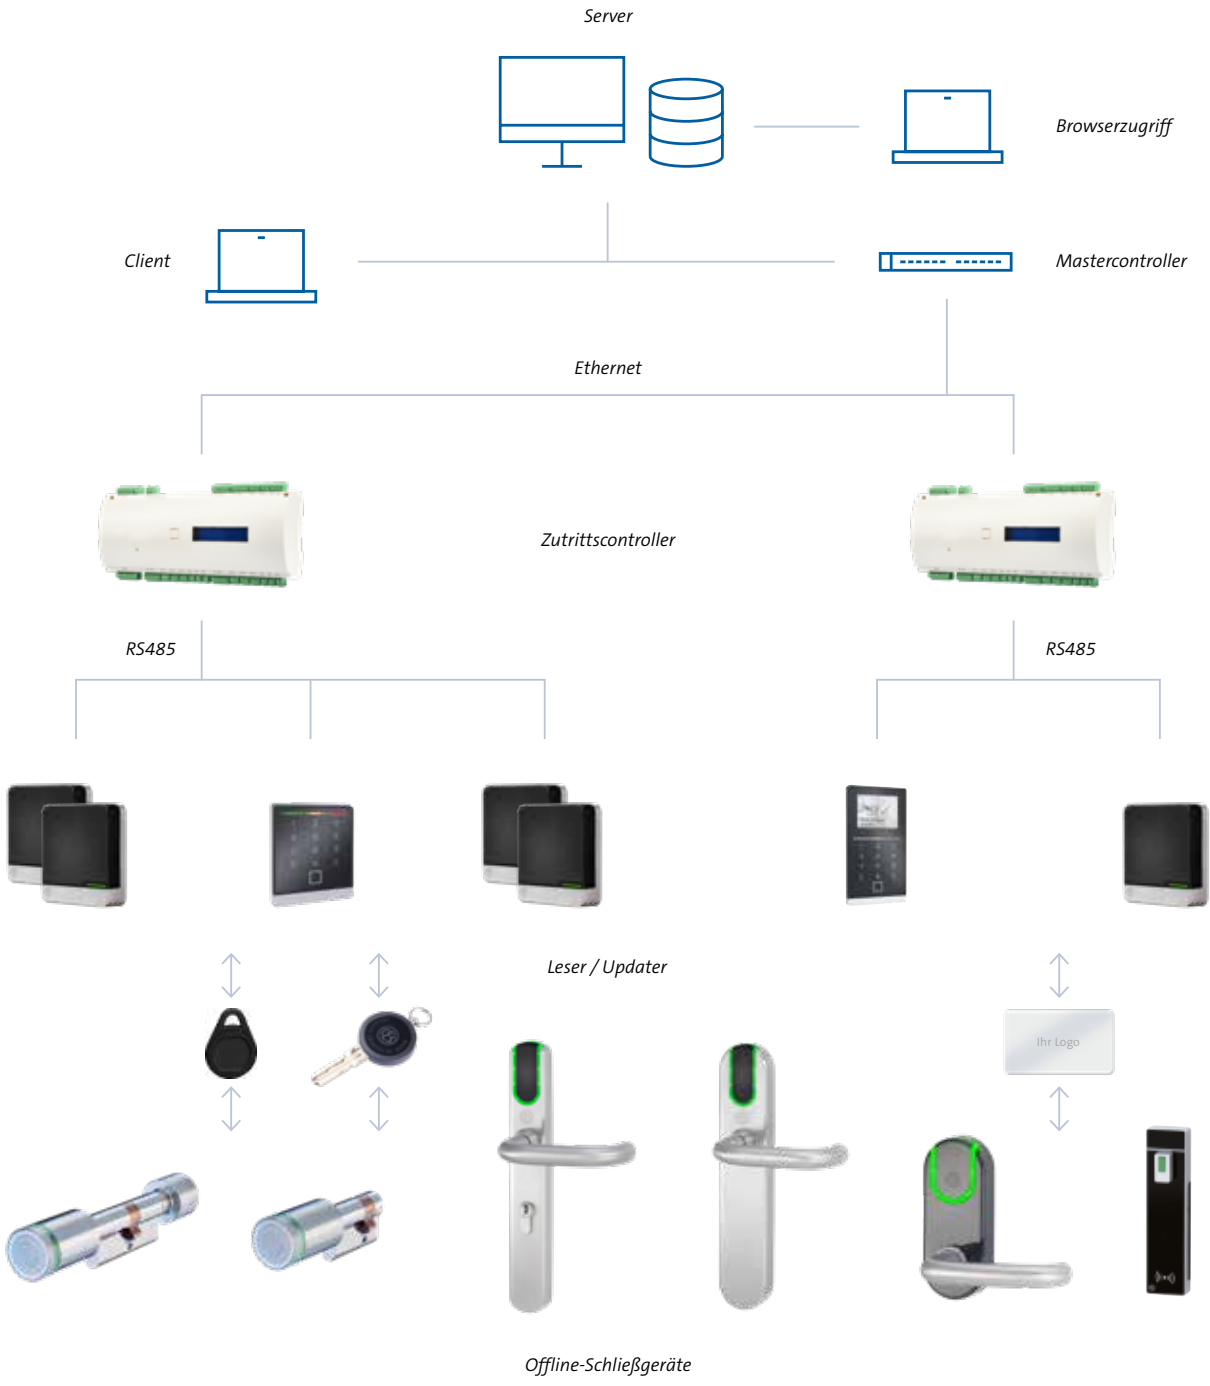 Server
Browserzugriff
Client
Mastercontroller
Ethernet
Zutrittscontroller
RS485
RS485
Leser / Updater
Ihr Logo
Offline-Schließgeräte